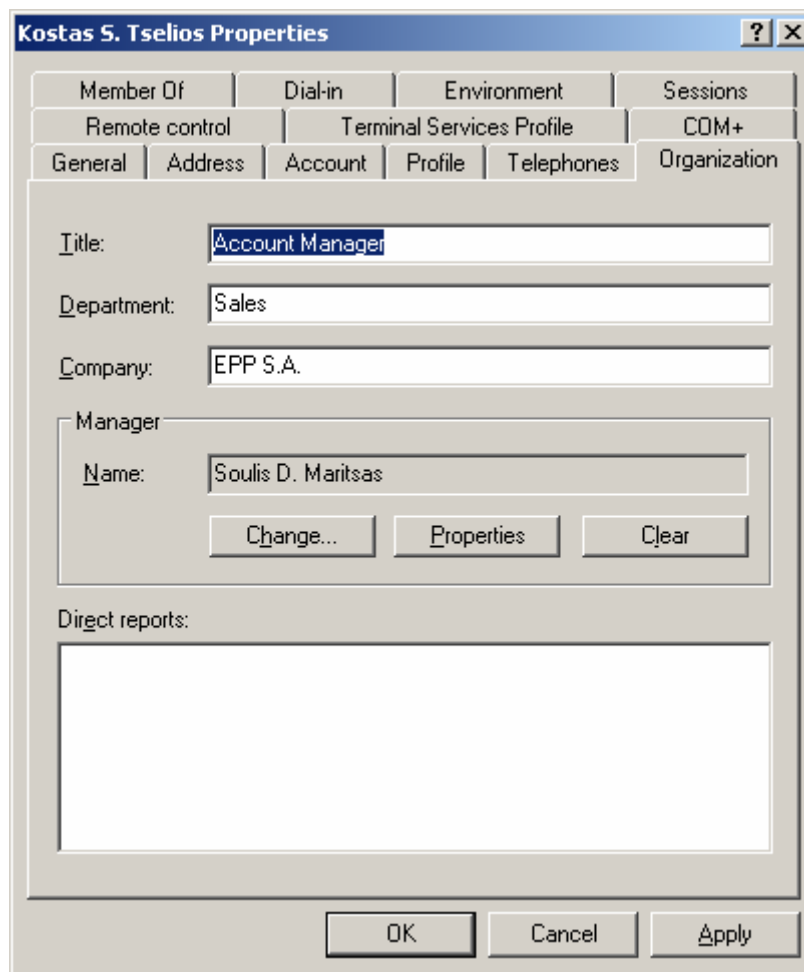 Kostas S. Tselios Properties
Member Of Dial-in Environment Sessions
Remote control Terminal Services Profile COM+
General Address Account Profile Telephones Organization
Title: Account Manager
Department: Sales
Company: EPP S.A.
Manager
Name: Soulis D. Maritsas
Change... Properties Clear
Direct reports:
OK Cancel Apply